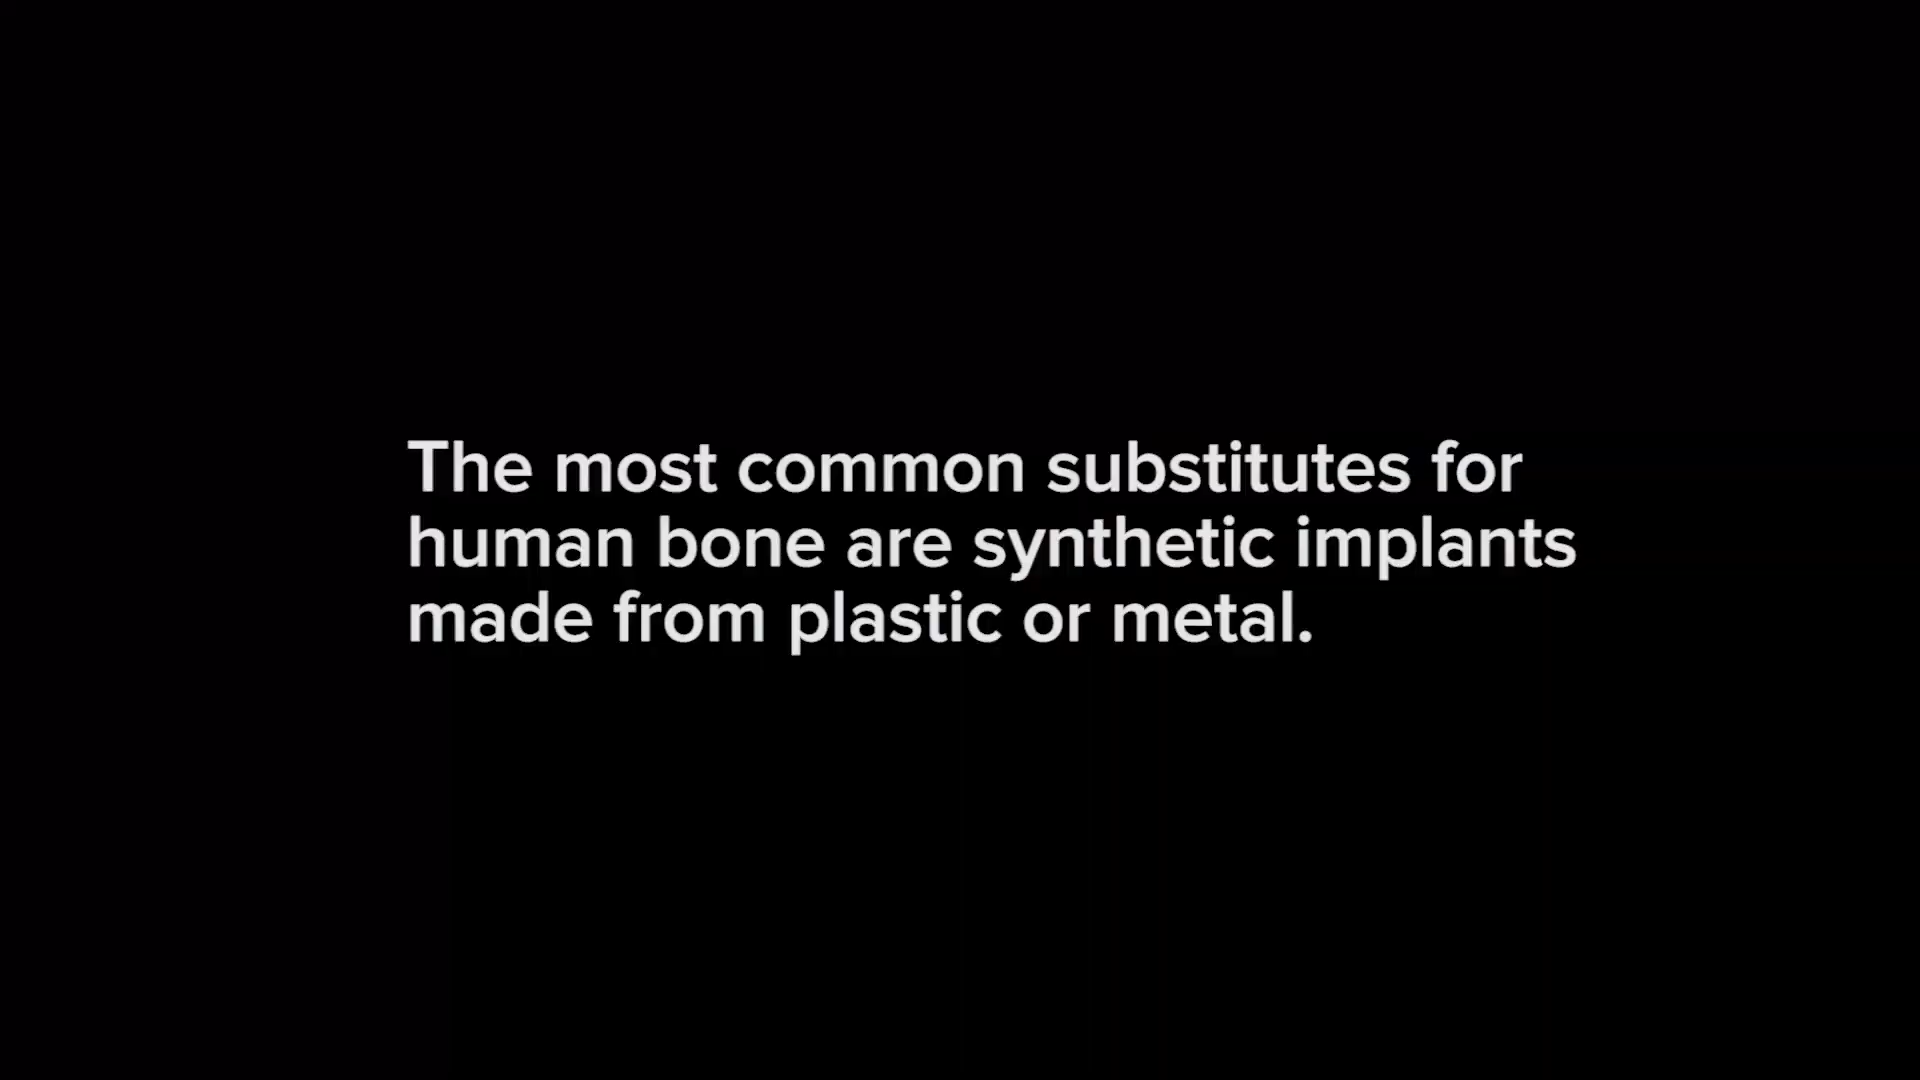 The most common substitutes for
human bone are synthetic implants
made from plastic or metal.